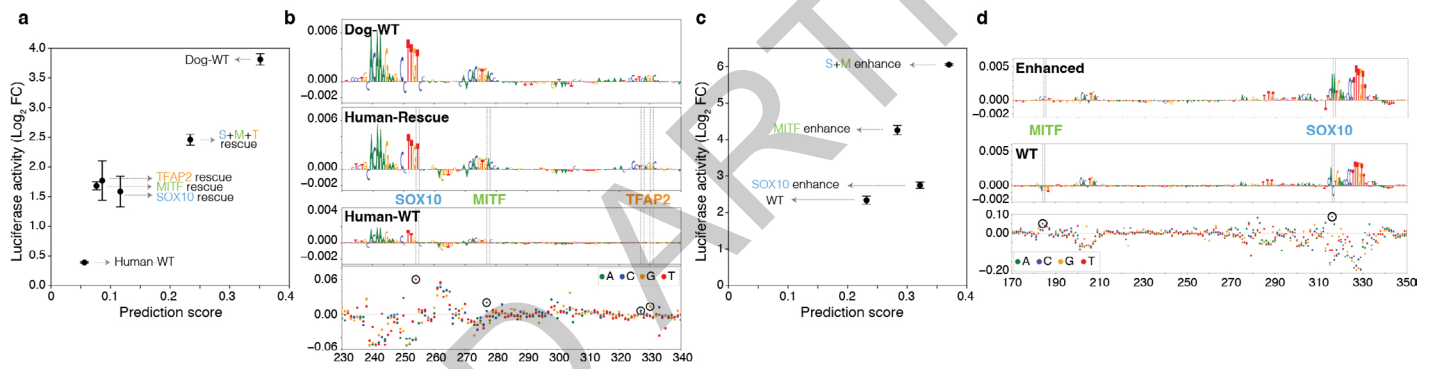 a
4.0
3.5
3.0
2.5
2.0
1.5
1.0
0.5
0.0
Luciferase activity (Log2 FC)
Dog-WT
S+M+T
rescue
TFAP2 rescue
MITF rescue
SOX10 rescue
Human-WT
0
0.1
0.2
0.3
0.4
Prediction score
b
0.006
0.000
−0.002
Dog-WT
0.006
0.000
−0.002
Human-Rescue
SOX10
MITF
TFAP2
0.004
0.000
−0.002
Human-WT
0.06
0.00
−0.06
A C G T
230 240 250 260 270 280 290 300 310 320 330 340
c
6
5
4
3
2
1
0
Luciferase activity (Log2 FC)
S+M enhance
MITF enhance
SOX10 enhance
WT
0
0.1
0.2
0.3
0.4
Prediction score
d
0.005
0.000
−0.002
Enhanced
MITF
SOX10
0.005
0.000
−0.002
WT
0.10
0.00
−0.20
A C G T
170 190 210 230 250 270 290 310 330 350